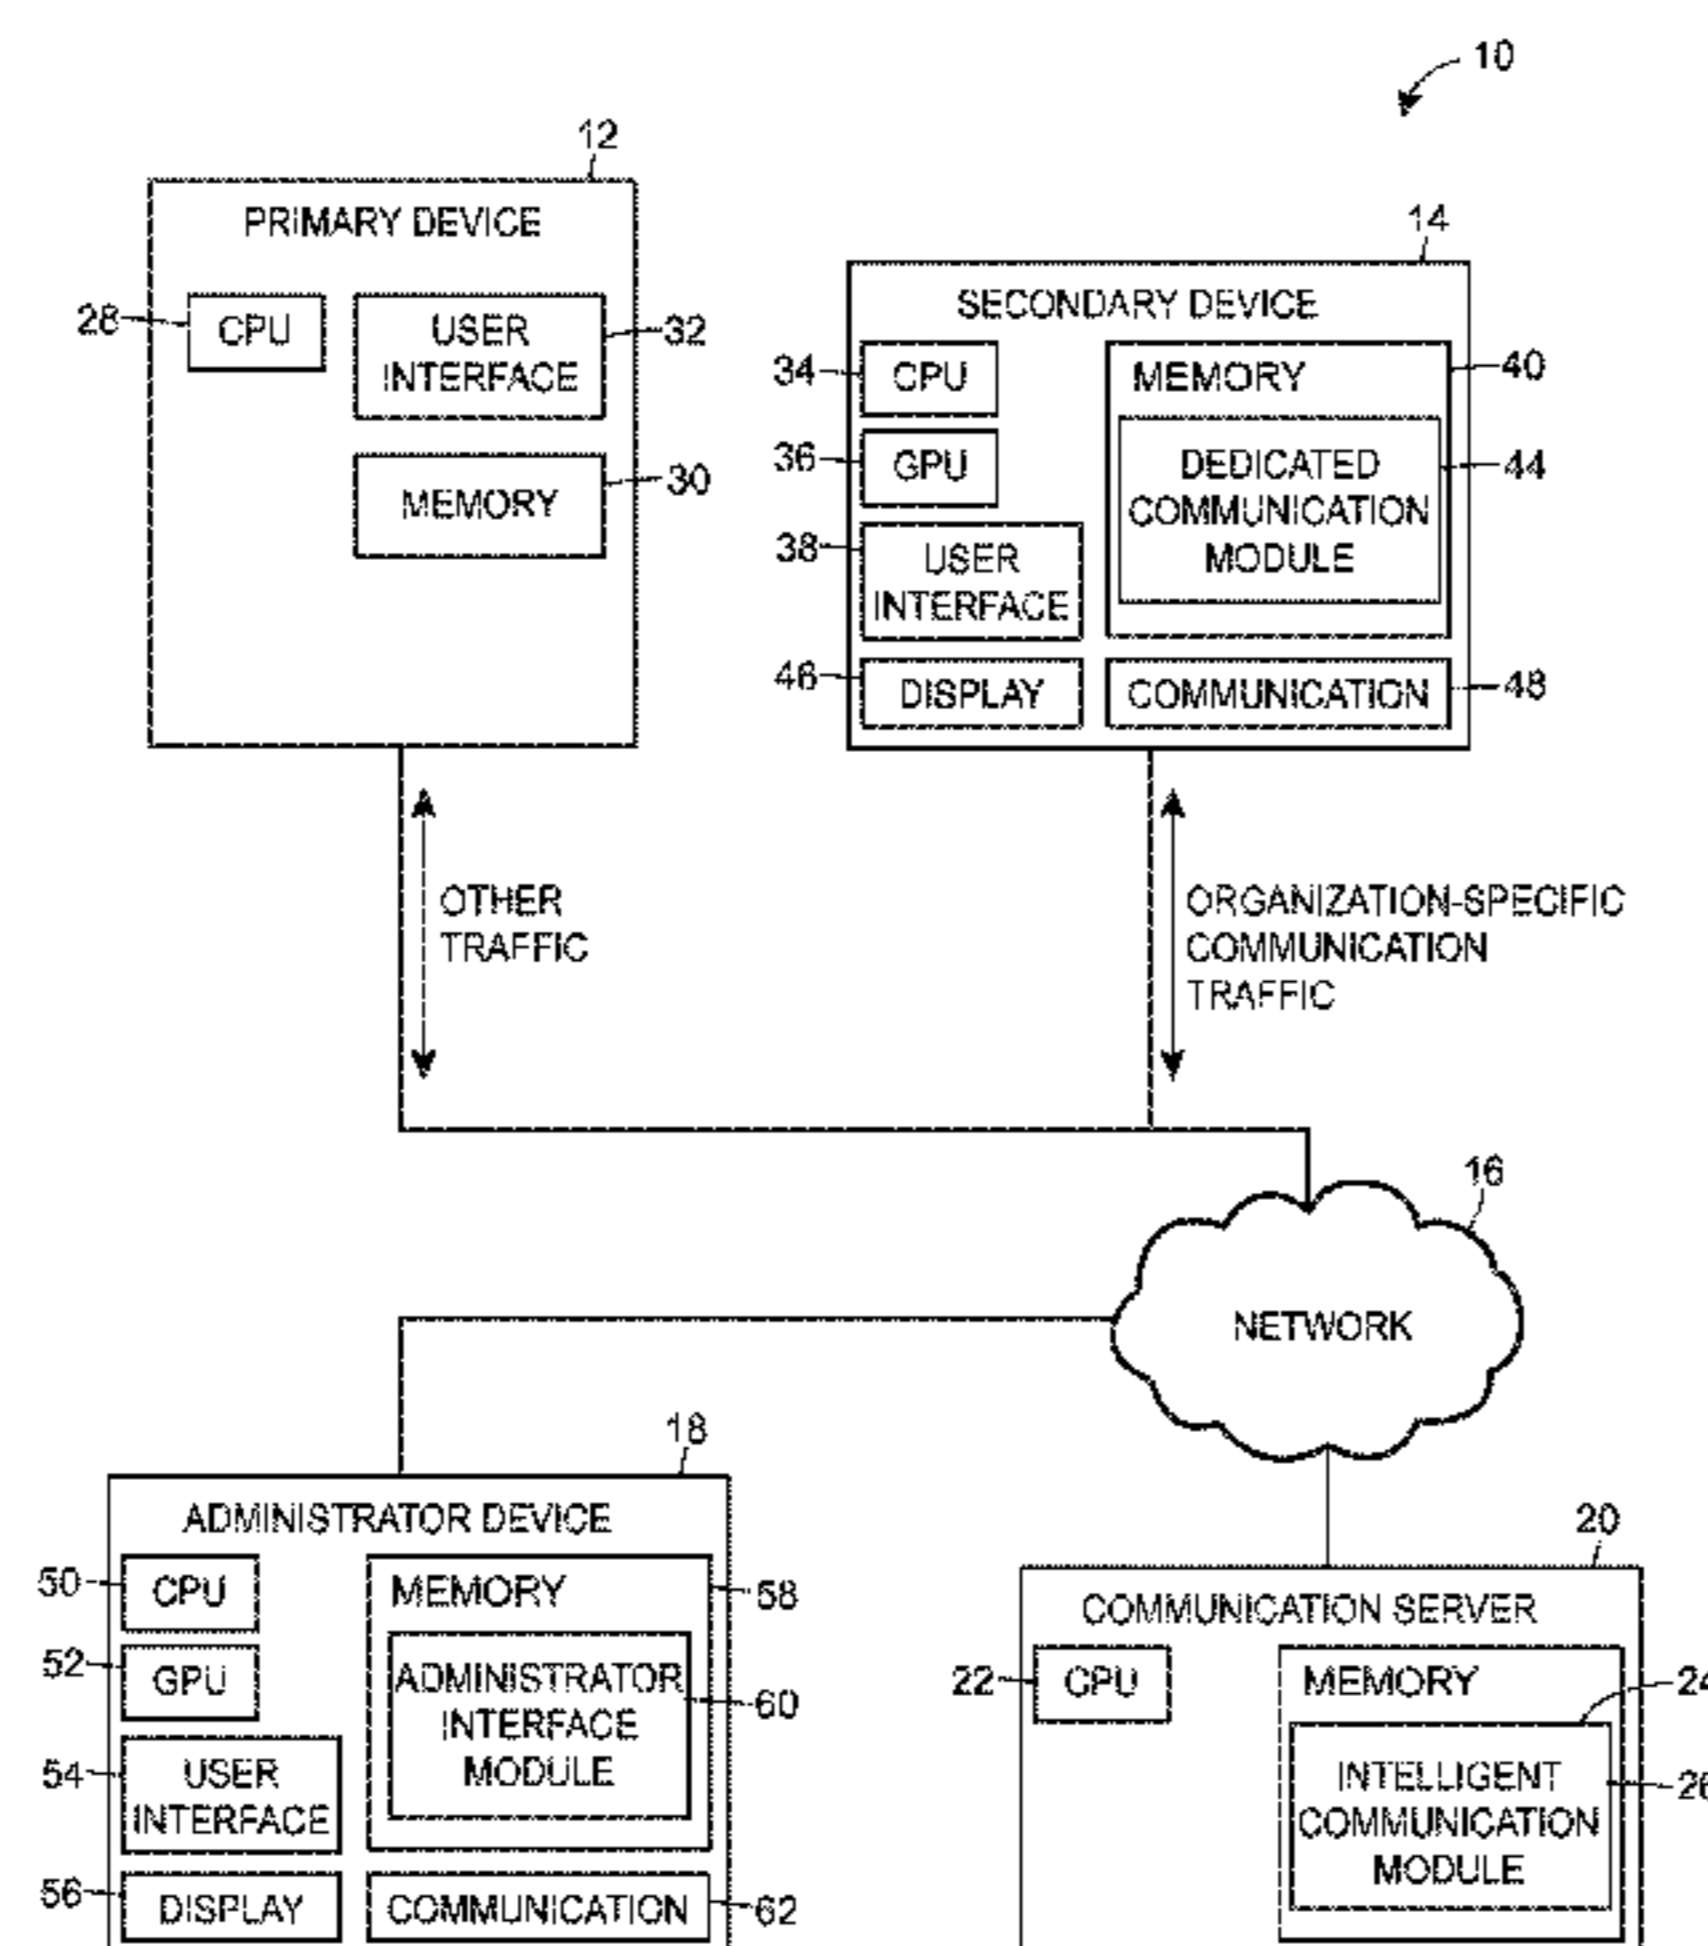 10
12
PRIMARY DEVICE
28
CPU
USER
INTERFACE
32
MEMORY
30
14
SECONDARY DEVICE
34
CPU
36
GPU
38
USER
INTERFACE
46
DISPLAY
MEMORY
40
DEDICATED
COMMUNICATION
MODULE
44
COMMUNICATION
48
OTHER
TRAFFIC
ORGANIZATION-SPECIFIC
COMMUNICATION
TRAFFIC
16
NETWORK
18
ADMINISTRATOR DEVICE
50
CPU
52
GPU
54
USER
INTERFACE
56
DISPLAY
MEMORY
58
ADMINISTRATOR
INTERFACE
MODULE
60
COMMUNICATION
62
20
COMMUNICATION SERVER
22
CPU
MEMORY
24
INTELLIGENT
COMMUNICATION
MODULE
26